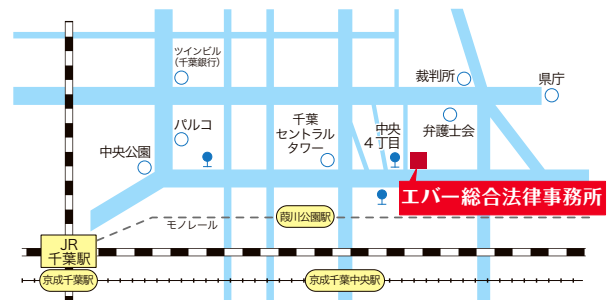 ツインビル
(千葉銀行)
裁判所
県庁
パルコ
千葉
セントラル
タワー
中央
4丁目
弁護士会
中央公園
エバー総合法律事務所
葭川公園駅
モノレール
JR
千葉駅
京成千葉駅
京成千葉中央駅